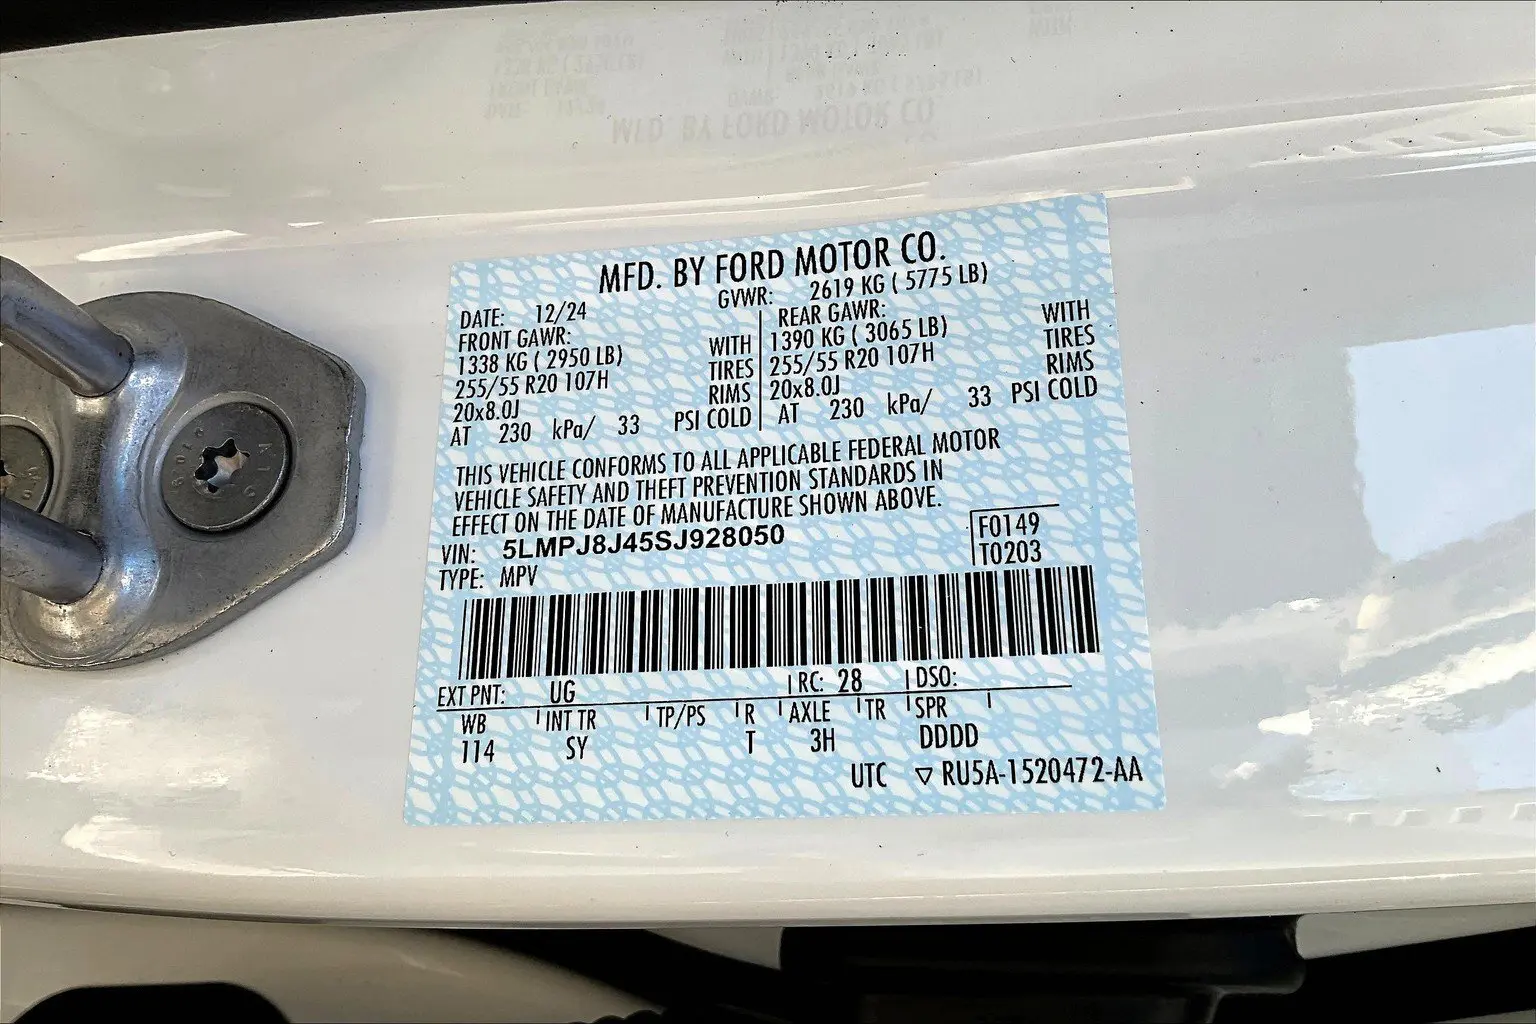 MFD. BY FORD MOTOR CO.
DATE: 12/24 GVWR: 2619 KG ( 5775 LB)
FRONT GAWR: REAR GAWR:
1338 KG ( 2950 LB) WITH 1390 KG ( 3065 LB) WITH
255/55 R20 107H TIRES 255/55 R20 107H TIRES
20x8.0J RIMS 20x8.0J RIMS
AT 230 kPa/ 33 PSI COLD AT 230 kPa/ 33 PSI COLD
THIS VEHICLE CONFORMS TO ALL APPLICABLE FEDERAL MOTOR
VEHICLE SAFETY AND THEFT PREVENTION STANDARDS IN
EFFECT ON THE DATE OF MANUFACTURE SHOWN ABOVE.
VIN: 5LMPJ8J45SJ928050 F0149
TYPE: MPV T0203
EXT PNT: UG RC: 28 DSO:
WB INT TR TP/PS R AXLE TR SPR
114 SY T 3H DDDD
UTC ▽ RU5A-1520472-AA